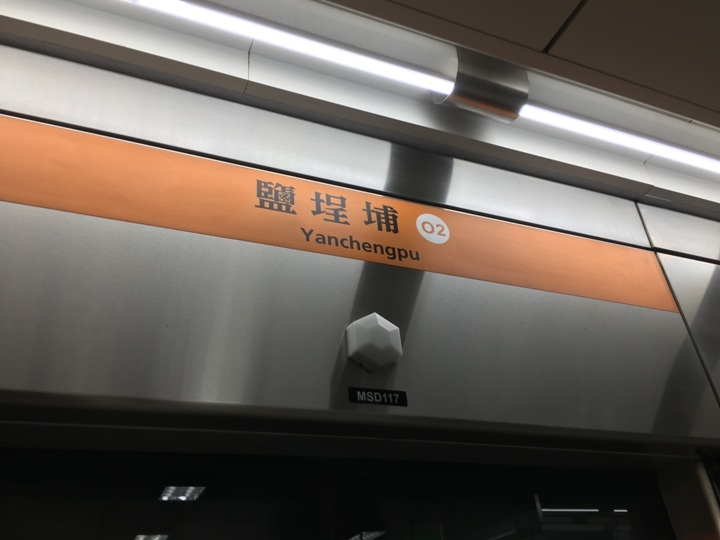 鹽埕埔 O2
Yanchengpu
MSD117